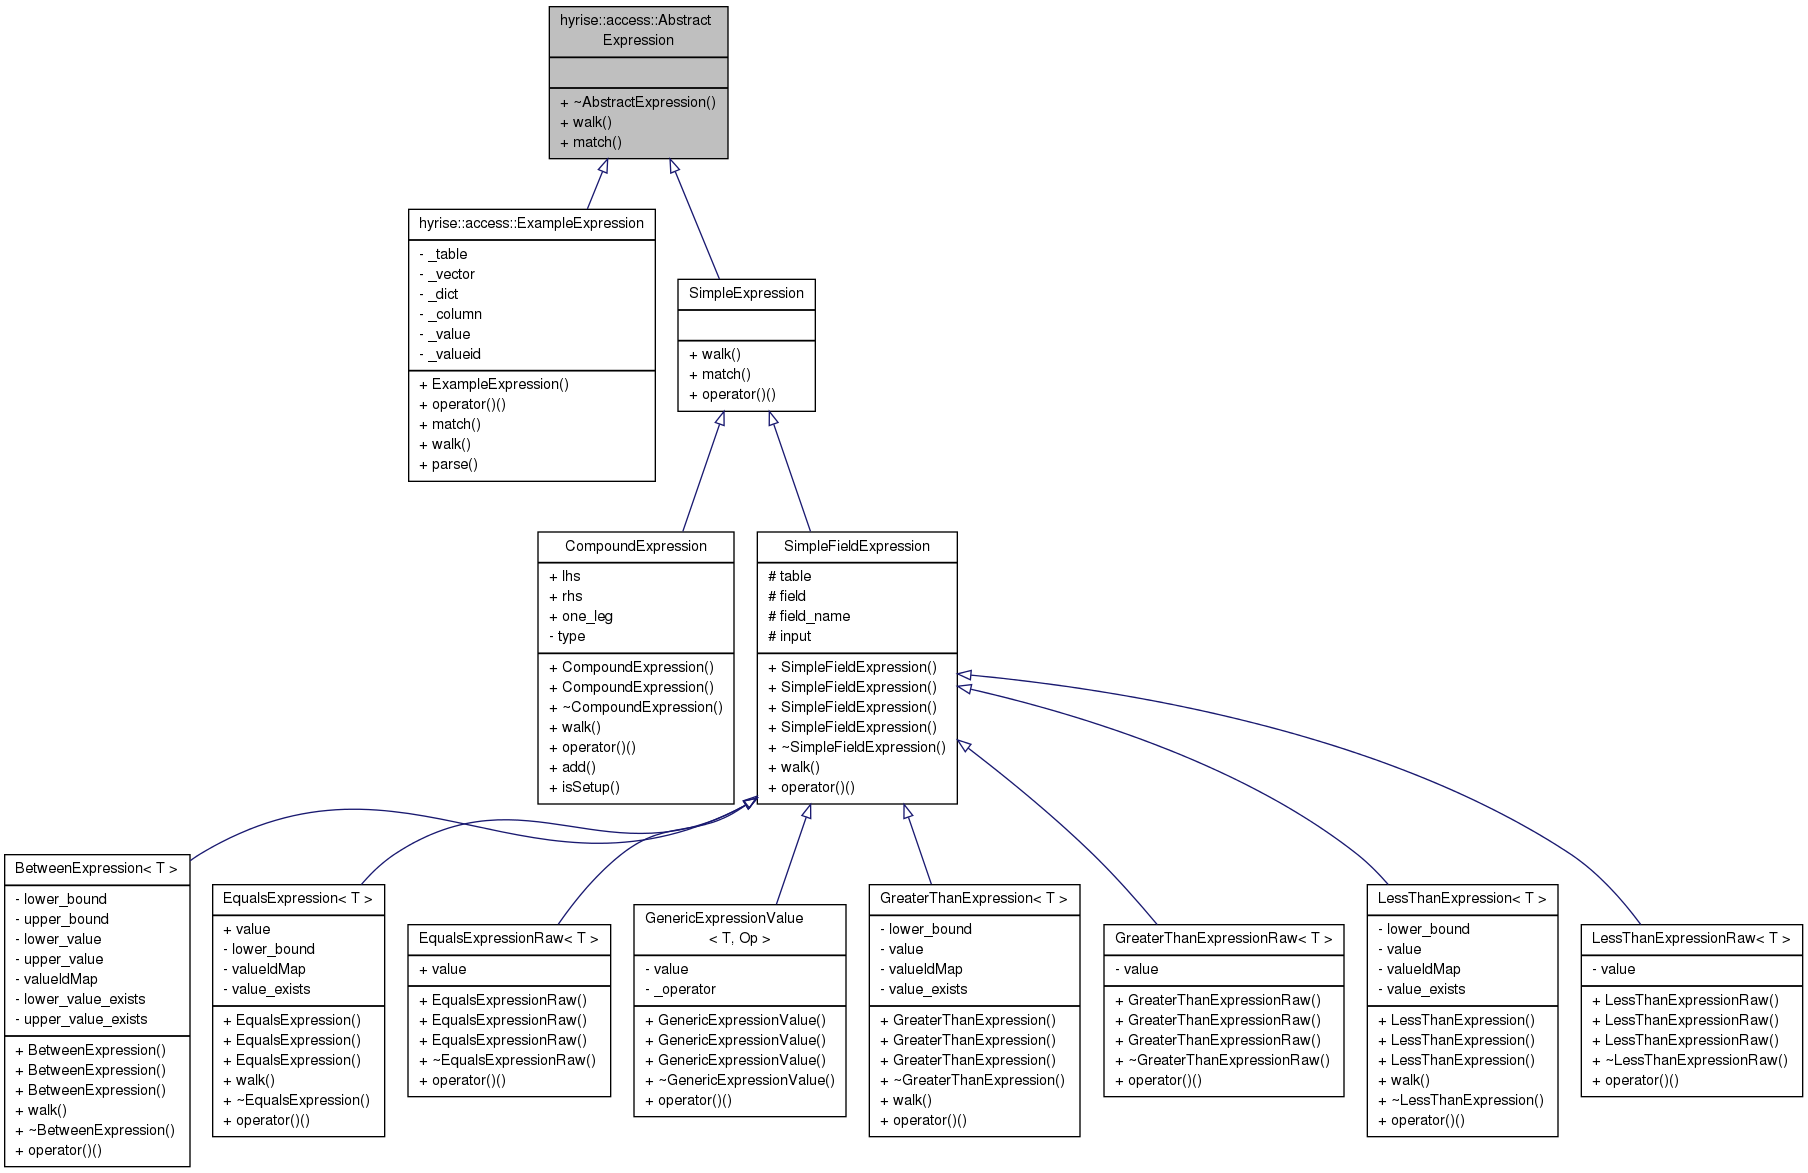 hyrise::access::Abstract
Expression
+ ~AbstractExpression()
+ walk()
+ match()
hyrise::access::ExampleExpression
- _table
- _vector
- _dict
- _column
- _value
- _valueid
+ ExampleExpression()
+ operator()()
+ match()
+ walk()
+ parse()
SimpleExpression
+ walk()
+ match()
+ operator()()
CompoundExpression
+ lhs
+ rhs
+ one_leg
- type
+ CompoundExpression()
+ CompoundExpression()
+ ~CompoundExpression()
+ walk()
+ operator()()
+ add()
+ isSetup()
SimpleFieldExpression
# table
# field
# field_name
# input
+ SimpleFieldExpression()
+ SimpleFieldExpression()
+ SimpleFieldExpression()
+ SimpleFieldExpression()
+ ~SimpleFieldExpression()
+ walk()
+ operator()()
BetweenExpression< T >
- lower_bound
- upper_bound
- lower_value
- upper_value
- valueIdMap
- lower_value_exists
- upper_value_exists
+ BetweenExpression()
+ BetweenExpression()
+ BetweenExpression()
+ walk()
+ ~BetweenExpression()
+ operator()()
EqualsExpression< T >
+ value
- lower_bound
- valueIdMap
- value_exists
+ EqualsExpression()
+ EqualsExpression()
+ EqualsExpression()
+ walk()
+ ~EqualsExpression()
+ operator()()
EqualsExpressionRaw< T >
+ value
+ EqualsExpressionRaw()
+ EqualsExpressionRaw()
+ EqualsExpressionRaw()
+ ~EqualsExpressionRaw()
+ operator()()
GenericExpressionValue
< T, Op >
- value
- _operator
+ GenericExpressionValue()
+ GenericExpressionValue()
+ GenericExpressionValue()
+ ~GenericExpressionValue()
+ operator()()
GreaterThanExpression< T >
- lower_bound
- value
- valueIdMap
- value_exists
+ GreaterThanExpression()
+ GreaterThanExpression()
+ GreaterThanExpression()
+ ~GreaterThanExpression()
+ walk()
+ operator()()
GreaterThanExpressionRaw< T >
- value
+ GreaterThanExpressionRaw()
+ GreaterThanExpressionRaw()
+ GreaterThanExpressionRaw()
+ ~GreaterThanExpressionRaw()
+ operator()()
LessThanExpression< T >
- lower_bound
- value
- valueIdMap
- value_exists
+ LessThanExpression()
+ LessThanExpression()
+ LessThanExpression()
+ walk()
+ ~LessThanExpression()
+ operator()()
LessThanExpressionRaw< T >
- value
+ LessThanExpressionRaw()
+ LessThanExpressionRaw()
+ LessThanExpressionRaw()
+ ~LessThanExpressionRaw()
+ operator()()